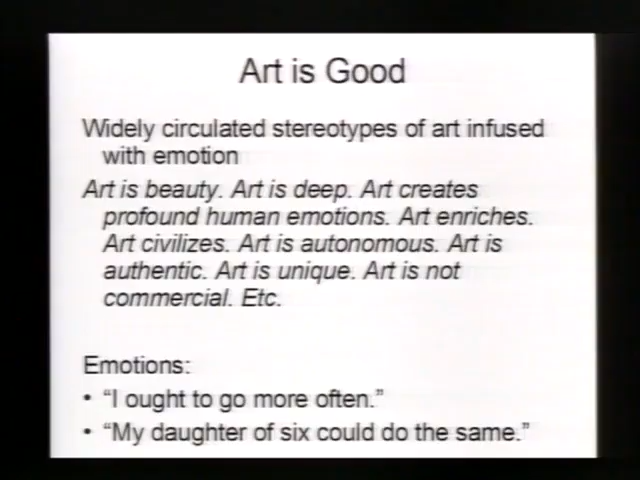 Art is Good
Widely circulated stereotypes of art infused
with emotion
Art is beauty. Art is deep. Art creates
profound human emotions. Art enriches.
Art civilizes. Art is autonomous. Art is
authentic. Art is unique. Art is not
commercial. Etc.
Emotions:
• “I ought to go more often.”
• “My daughter of six could do the same.”